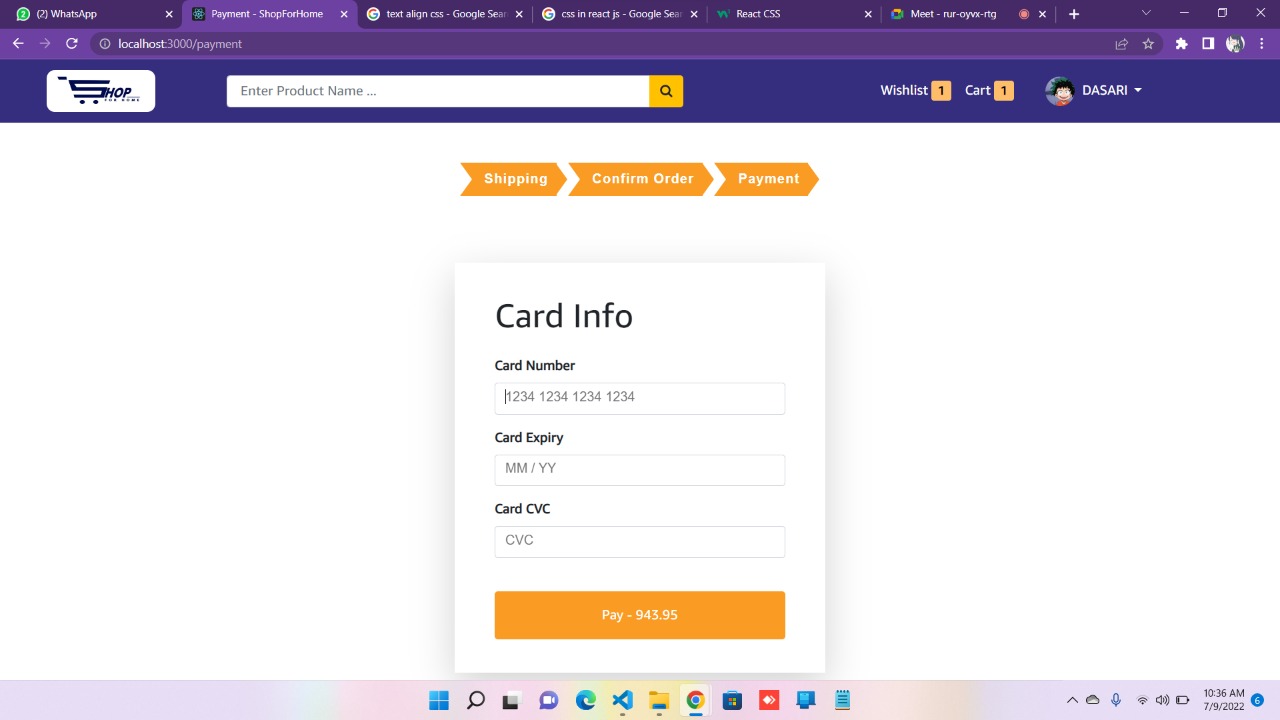 (2) WhatsApp
Payment - ShopForHome
text align css - Google Sear
css in react js - Google Sear
React CSS
Meet - rur-oyvx-rtg
localhost:3000/payment
HOP
FOR HOME
Enter Product Name ...
Wishlist 1
Cart 1
DASARI
Shipping
Confirm Order
Payment
Card Info
Card Number
1234 1234 1234 1234
Card Expiry
MM / YY
Card CVC
CVC
Pay - 943.95
10:36 AM
7/9/2022
6